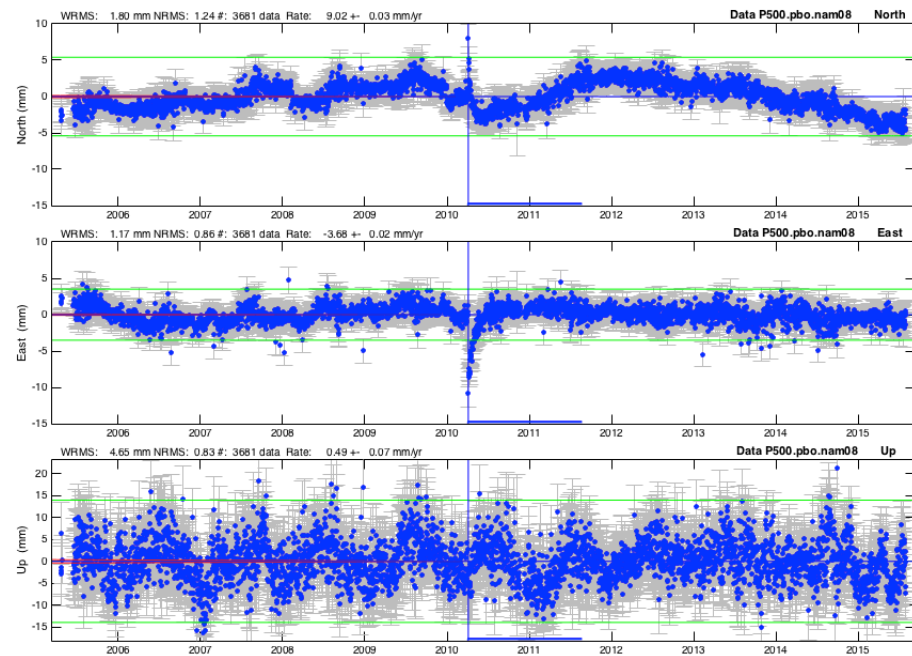 WRMS: 1.80 mm NRMS: 1.24 #: 3681 data Rate: 9.02 +- 0.03 mm/yr Data P500.pbo.nam08 North
10
5
0
-5
-10
-15
North (mm)
2006 2007 2008 2009 2010 2011 2012 2013 2014 2015
WRMS: 1.17 mm NRMS: 0.86 #: 3681 data Rate: -3.68 +- 0.02 mm/yr Data P500.pbo.nam08 East
10
5
0
-5
-10
-15
East (mm)
2006 2007 2008 2009 2010 2011 2012 2013 2014 2015
WRMS: 4.65 mm NRMS: 0.83 #: 3681 data Rate: 0.49 +- 0.07 mm/yr Data P500.pbo.nam08 Up
20
15
10
5
0
-5
-10
-15
Up (mm)
2006 2007 2008 2009 2010 2011 2012 2013 2014 2015